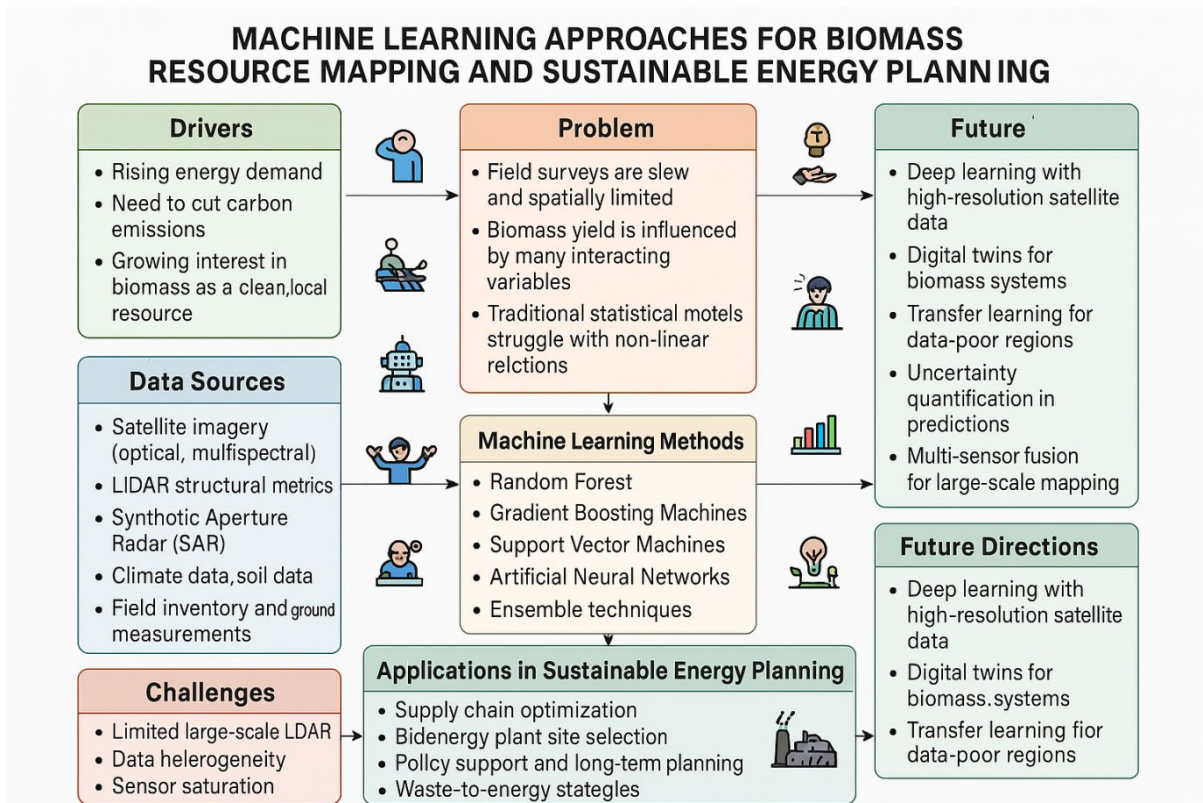 MACHINE LEARNING APPROACHES FOR BIOMASS
RESOURCE MAPPING AND SUSTAINABLE ENERGY PLANN ING
Drivers
• Rising energy demand
• Need to cut carbon
emissions
• Growing interest in
biomass as a clean,local
resource
Data Sources
• Satellite imagery
(optical, mulfispectral)
• LIDAR structural metrics
• Synthotic Aperture
Radar (SAR)
• Climate data,soil data
• Field inventory and ground
measurements
Challenges
• Limited large-scale LDAR
• Data helerogeneity
• Sensor saturation
Problem
• Field surveys are slew
and spatially limited
• Biomass yield is influenced
by many interacting
variables
• Traditional statistical motels
struggle with non-linear
relctions
Machine Learning Methods
• Random Forest
• Gradient Boosting Machines
• Support Vector Machines
• Artificial Neural Networks
• Ensemble techniques
Applications in Sustainable Energy Planning
• Supply chain optimization
• Bidenergy plant site selection
• Pollcy support and long-term planning
• Waste-to-energy stategles
Future '
• Deep learning with
high-resolution satellite
data
• Digital twins for
biomass systems
• Transfer learning for
data-poor regions
• Uncertainty
quantification in
predictions
• Multi-sensor fusion
for large-scale mapping
Future Directions
• Deep learning with
high-resolution satellite
data
• Digital twins for
biomass.systems
• Transfer learning fior
data-poor regions